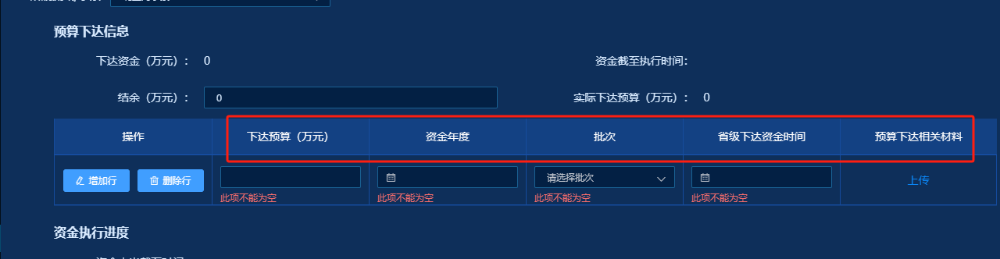 预算下达信息
下达资金（万元）： 0 资金截至执行时间：
结余（万元）： 0 实际下达预算（万元）： 0
操作 下达预算（万元） 资金年度 批次 省级下达资金时间 预算下达相关材料
增加行 删除行 请选择批次 上传
此项不能为空 此项不能为空 此项不能为空 此项不能为空
资金执行进度